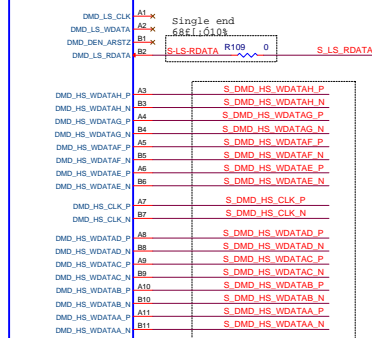 DMD_LS_CLK A1
DMD_LS_WDATA A2
DMD_DEN_ARSTZ B1
DMD_LS_RDATA B2 S-LS-RDATA R109 0 S_LS_RDATA
Single end
68£[¡Ó10%
DMD_HS_WDATAH_P A3 S_DMD_HS_WDATAH_P
DMD_HS_WDATAH_N B3 S_DMD_HS_WDATAH_N
DMD_HS_WDATAG_P A4 S_DMD_HS_WDATAG_P
DMD_HS_WDATAG_N B4 S_DMD_HS_WDATAG_N
DMD_HS_WDATAF_P A5 S_DMD_HS_WDATAF_P
DMD_HS_WDATAF_N B5 S_DMD_HS_WDATAF_N
DMD_HS_WDATAE_P A6 S_DMD_HS_WDATAE_P
DMD_HS_WDATAE_N B6 S_DMD_HS_WDATAE_N
DMD_HS_CLK_P A7 S_DMD_HS_CLK_P
DMD_HS_CLK_N B7 S_DMD_HS_CLK_N
DMD_HS_WDATAD_P A8 S_DMD_HS_WDATAD_P
DMD_HS_WDATAD_N B8 S_DMD_HS_WDATAD_N
DMD_HS_WDATAC_P A9 S_DMD_HS_WDATAC_P
DMD_HS_WDATAC_N B9 S_DMD_HS_WDATAC_N
DMD_HS_WDATAB_P A10 S_DMD_HS_WDATAB_P
DMD_HS_WDATAB_N B10 S_DMD_HS_WDATAB_N
DMD_HS_WDATAA_P A11 S_DMD_HS_WDATAA_P
DMD_HS_WDATAA_N B11 S_DMD_HS_WDATAA_N